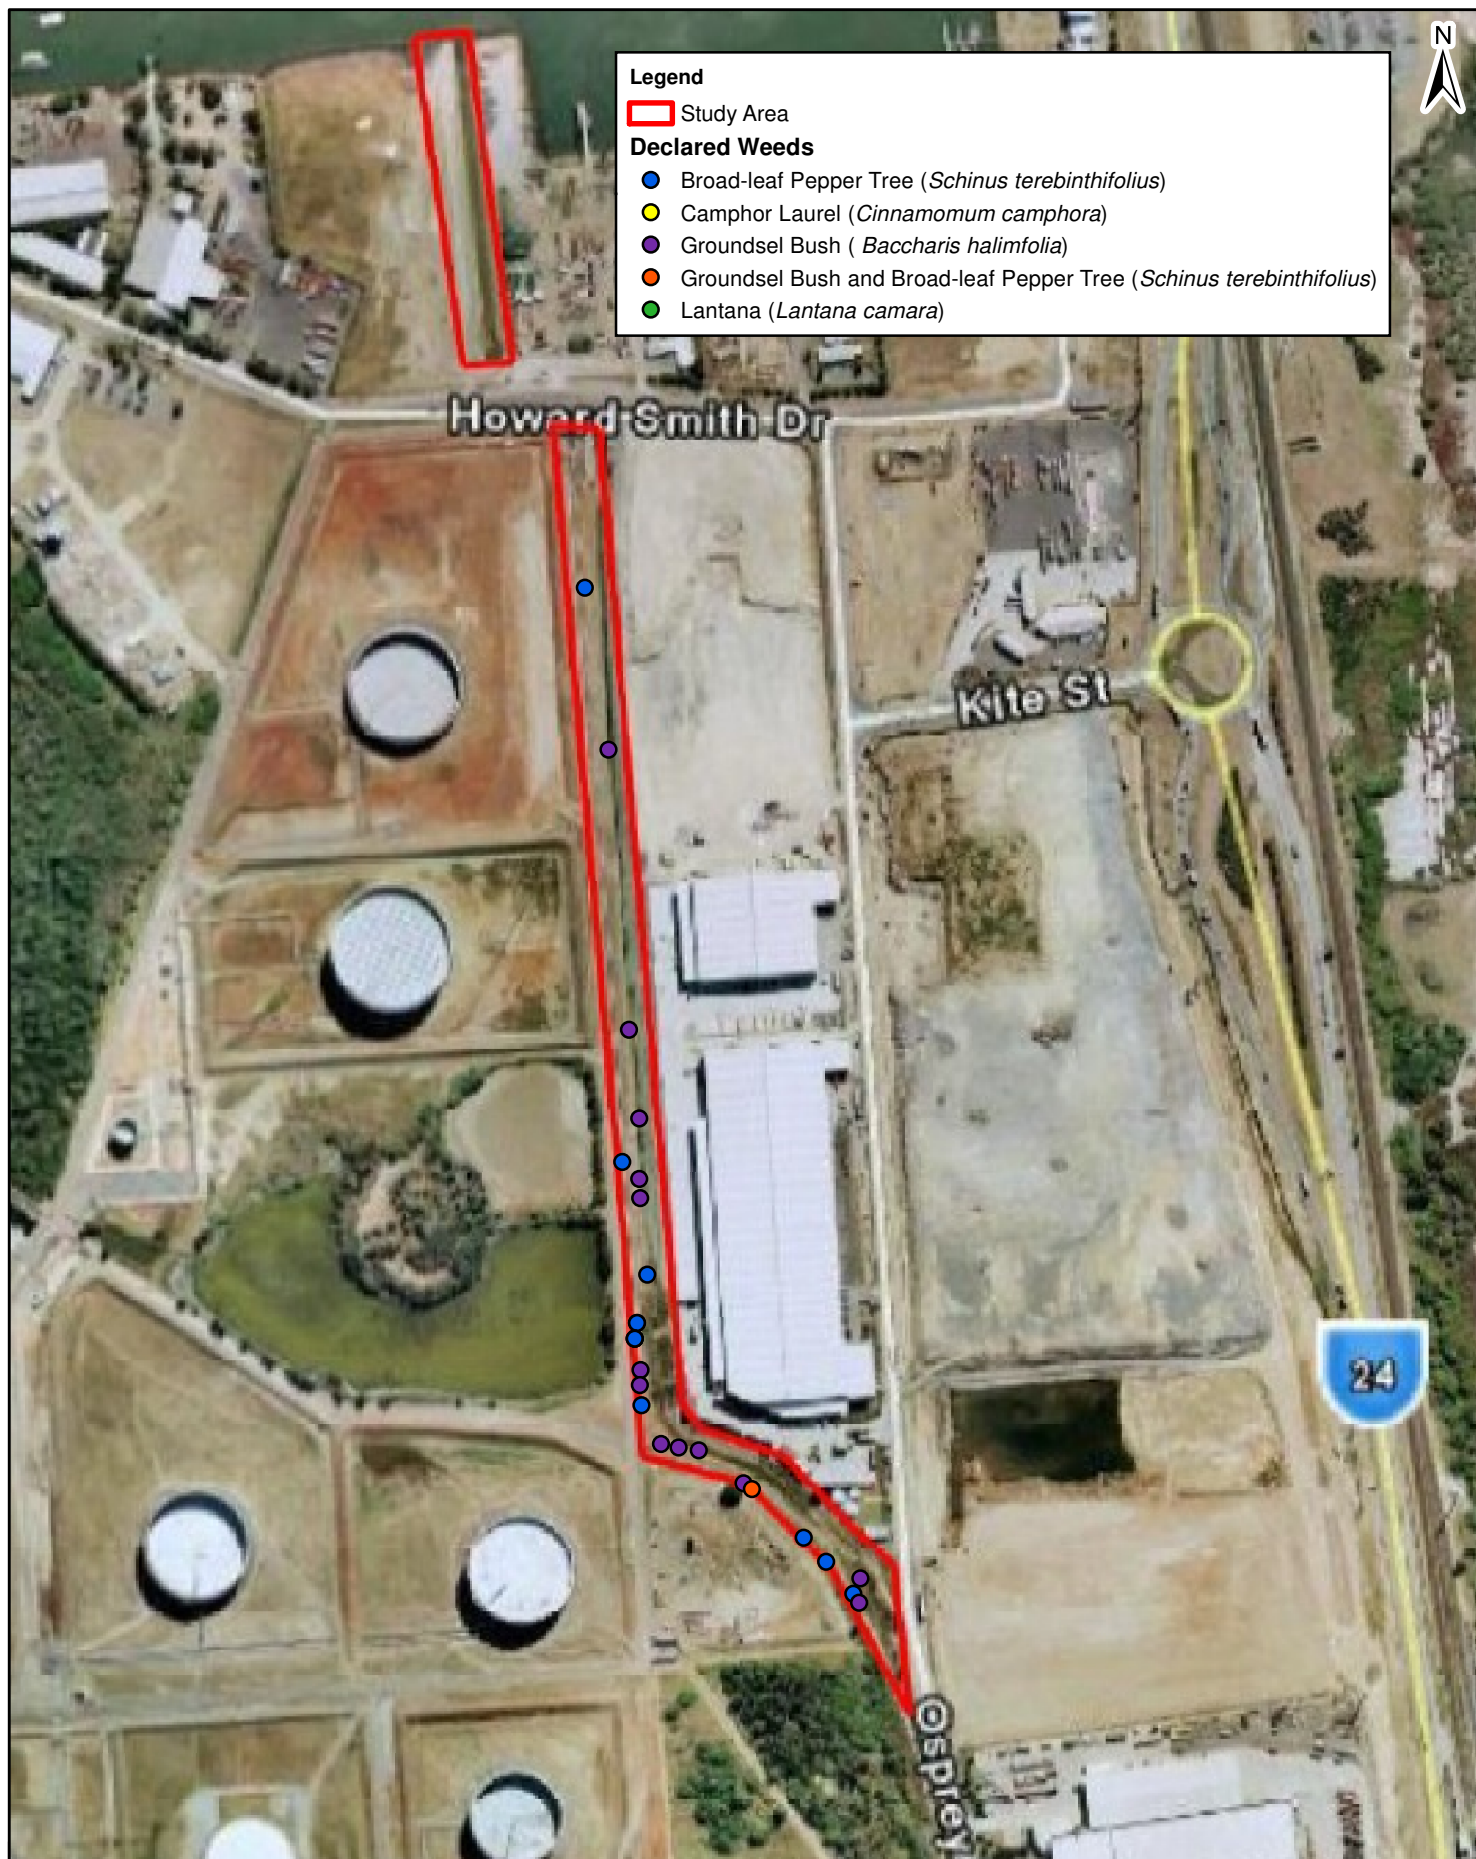 N
Legend
Study Area
Declared Weeds
Broad-leaf Pepper Tree (Schinus terebinthifolius)
Camphor Laurel (Cinnamomum camphora)
Groundsel Bush ( Baccharis halimfolia)
Groundsel Bush and Broad-leaf Pepper Tree (Schinus terebinthifolius)
Lantana (Lantana camara)
Howard Smith Dr
Kite St
24
Osprey